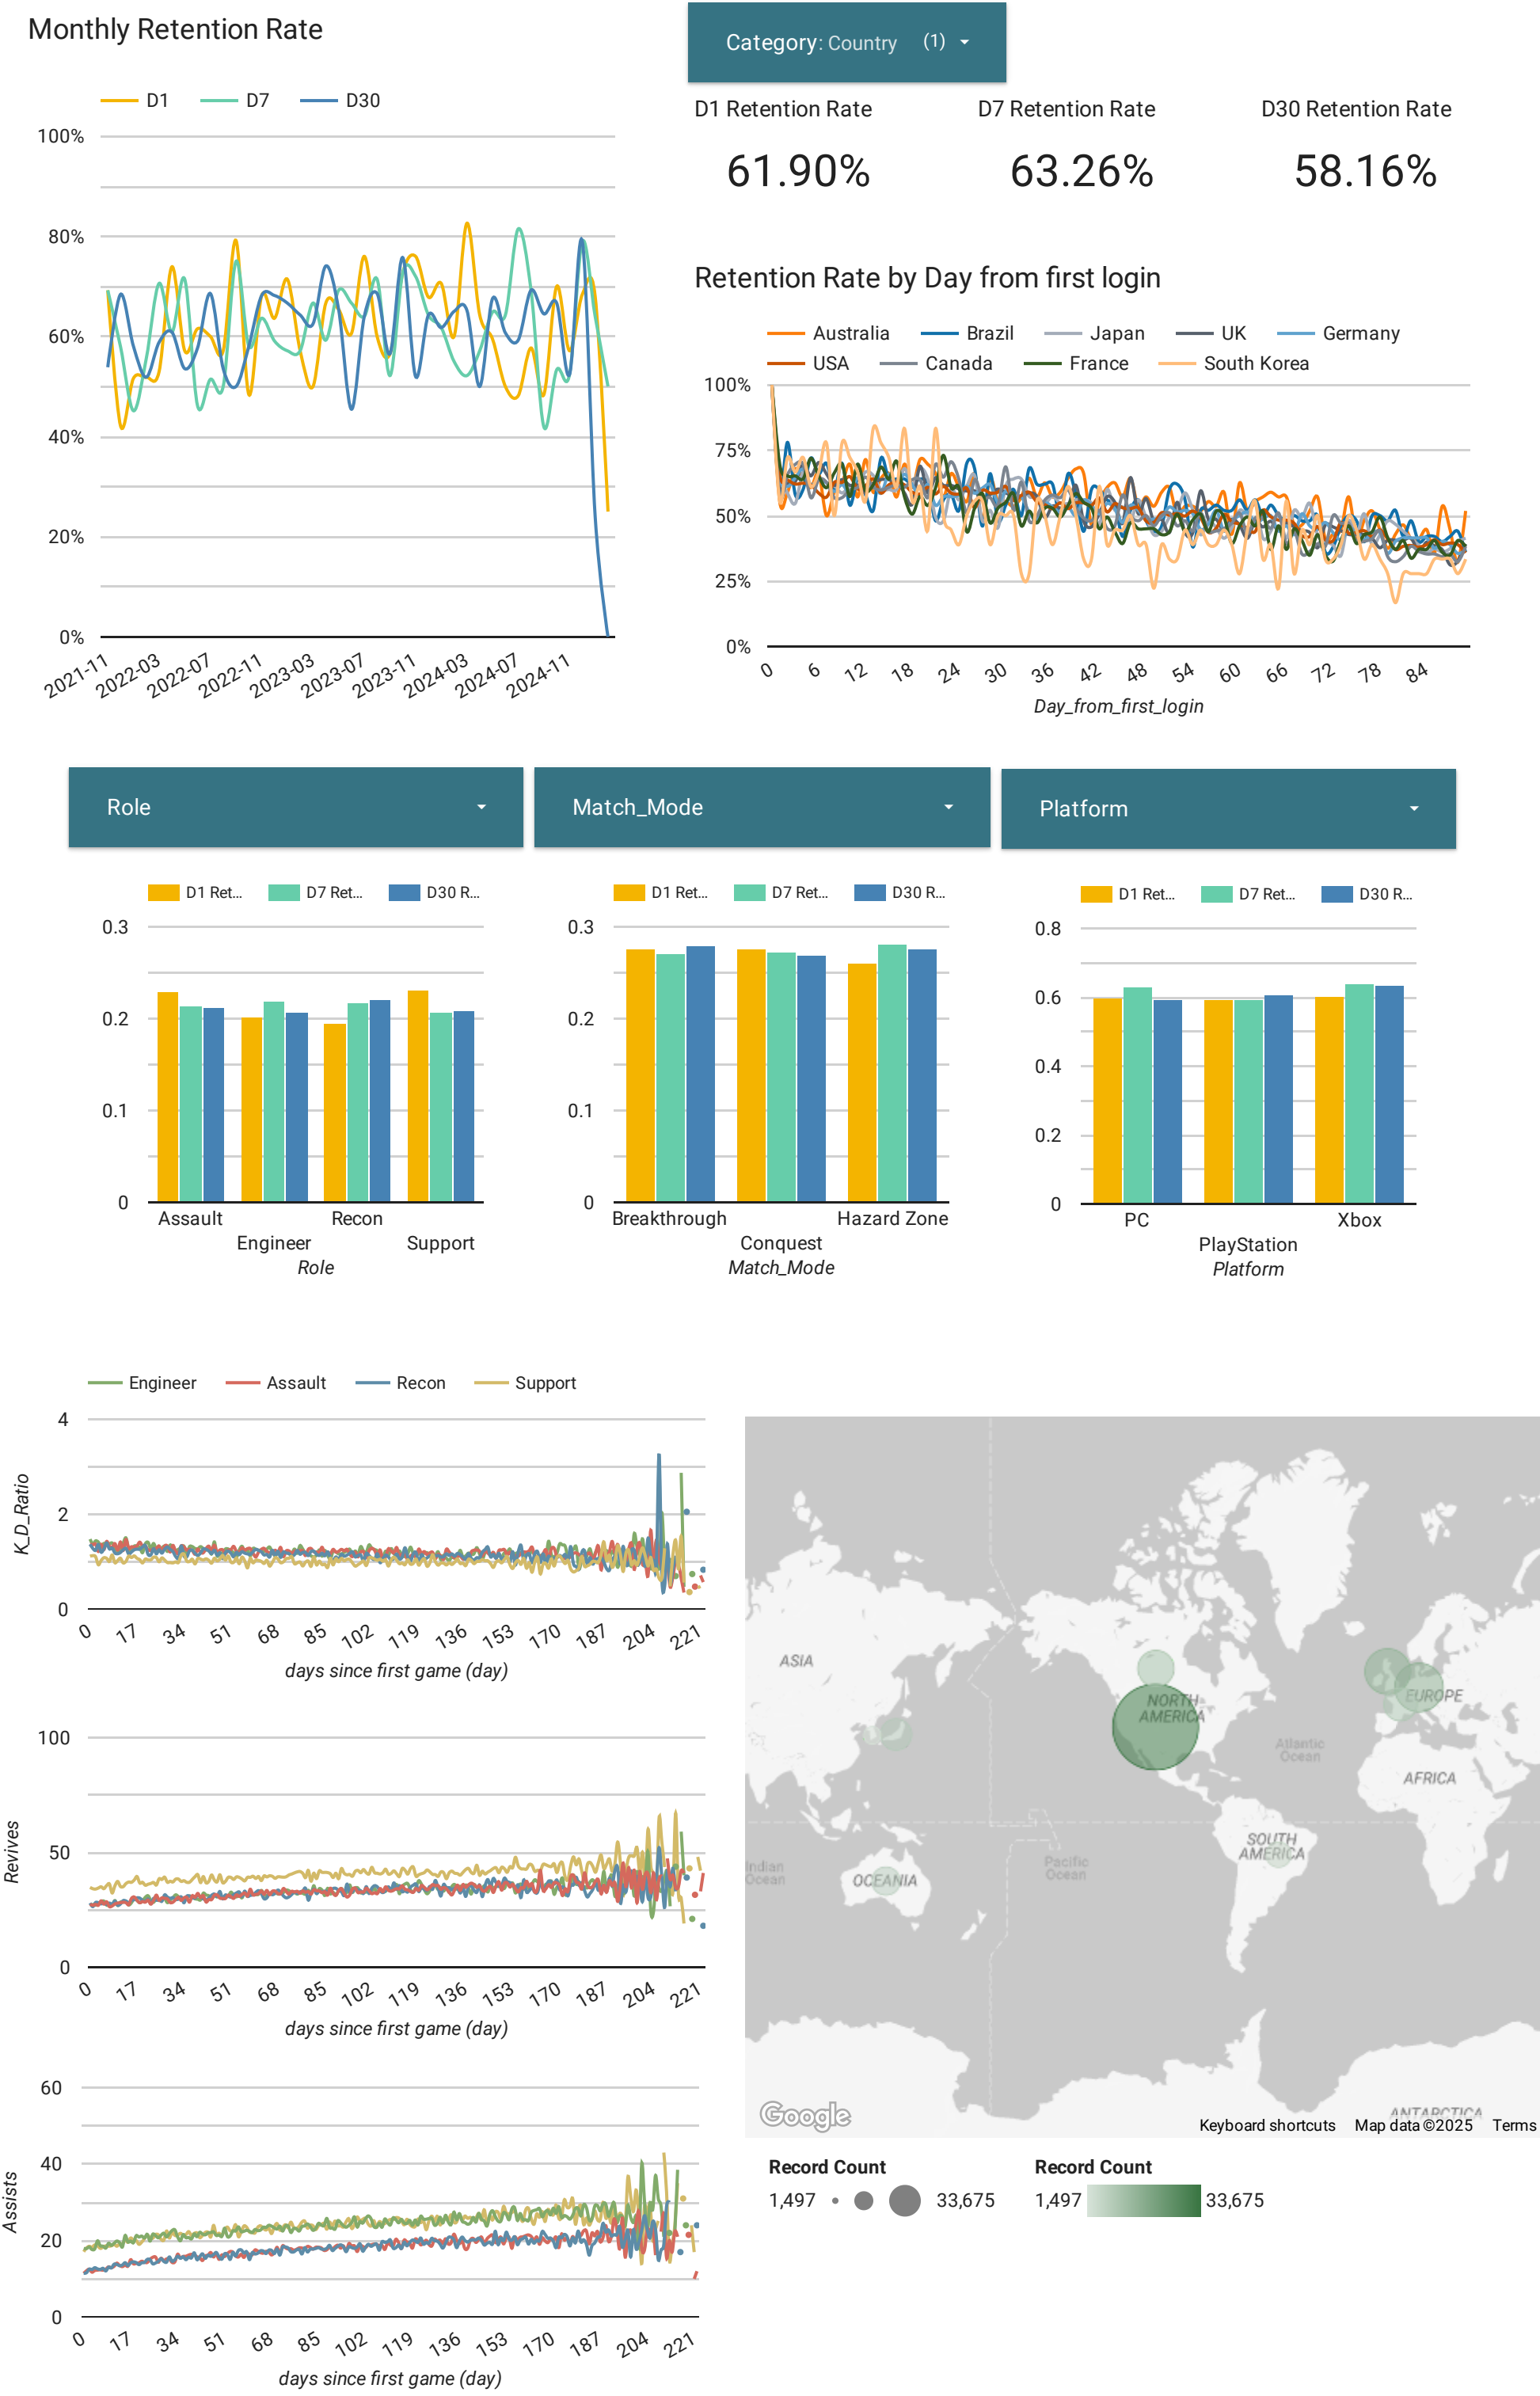 Monthly Retention Rate
Category: Country (1)
D1 D7 D30
100%
80%
60%
40%
20%
0%
2021-11 2022-03 2022-07 2022-11 2023-03 2023-07 2023-11 2024-03 2024-07 2024-11
D1 Retention Rate D7 Retention Rate D30 Retention Rate
61.90% 63.26% 58.16%
Retention Rate by Day from first login
Australia Brazil Japan UK Germany
USA Canada France South Korea
100%
75%
50%
25%
0%
0 6 12 18 24 30 36 42 48 54 60 66 72 78 84
Day_from_first_login
Role
Match_Mode
Platform
D1 Ret... D7 Ret... D30 R...
0.3
0.2
0.1
0
Assault Recon
Engineer Support
Role
D1 Ret... D7 Ret... D30 R...
0.3
0.2
0.1
0
Breakthrough Hazard Zone
Conquest
Match_Mode
D1 Ret... D7 Ret... D30 R...
0.8
0.6
0.4
0.2
0
PC Xbox
PlayStation
Platform
Engineer Assault Recon Support
K_D_Ratio
4
2
0
0 17 34 51 68 85 102 119 136 153 170 187 204 221
days since first game (day)
Revives
100
50
0
0 17 34 51 68 85 102 119 136 153 170 187 204 221
days since first game (day)
Assists
60
40
20
0
0 17 34 51 68 85 102 119 136 153 170 187 204 221
days since first game (day)
ASIA
NORTH
AMERICA
EUROPE
Atlantic
Ocean
AFRICA
SOUTH
AMERICA
Indian
Ocean
OCEANIA
Pacific
Ocean
ANTARCTICA
Google
Keyboard shortcuts Map data ©2025 Terms
Record Count
1,497 33,675
Record Count
1,497 33,675